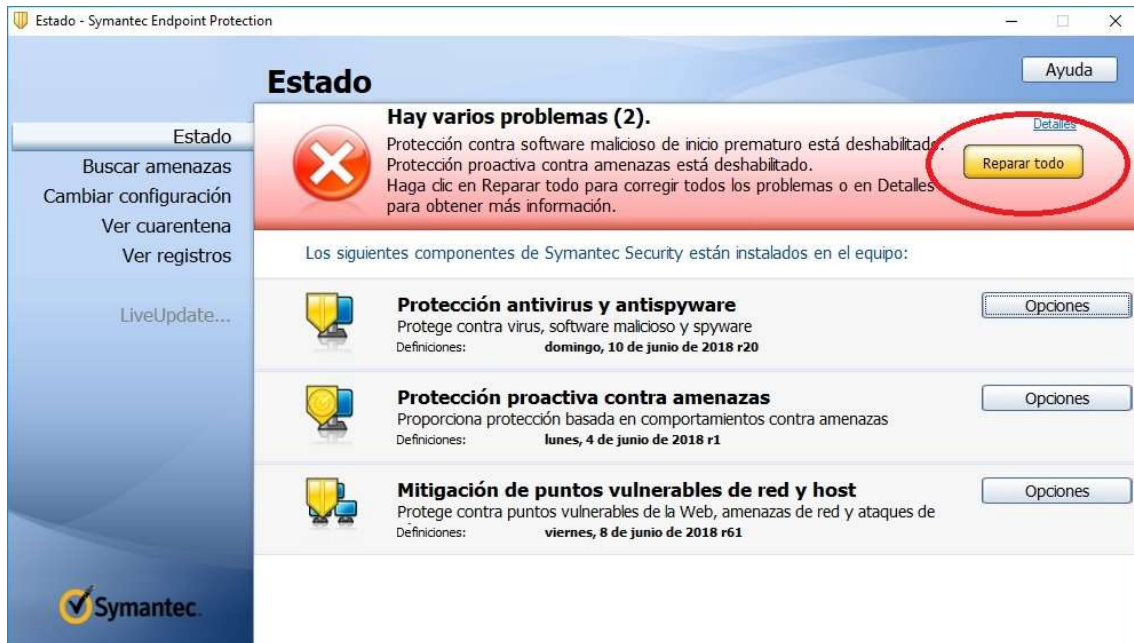 Estado - Symantec Endpoint Protection
Estado
Ayuda
Estado
Buscar amenazas
Cambiar configuración
Ver cuarentena
Ver registros
LiveUpdate...
Hay varios problemas (2).
Detalles
Protección contra software malicioso de inicio prematuro está deshabilitado.
Protección proactiva contra amenazas está deshabilitado.
Haga clic en Reparar todo para corregir todos los problemas o en Detalles
para obtener más información.
Reparar todo
Los siguientes componentes de Symantec Security están instalados en el equipo:
Protección antivirus y antispyware
Protege contra virus, software malicioso y spyware
Definiciones: domingo, 10 de junio de 2018 r20
Opciones
Protección proactiva contra amenazas
Proporciona protección basada en comportamientos contra amenazas
Definiciones: lunes, 4 de junio de 2018 r1
Opciones
Mitigación de puntos vulnerables de red y host
Protege contra puntos vulnerables de la Web, amenazas de red y ataques de
Definiciones: viernes, 8 de junio de 2018 r61
Opciones
Symantec.